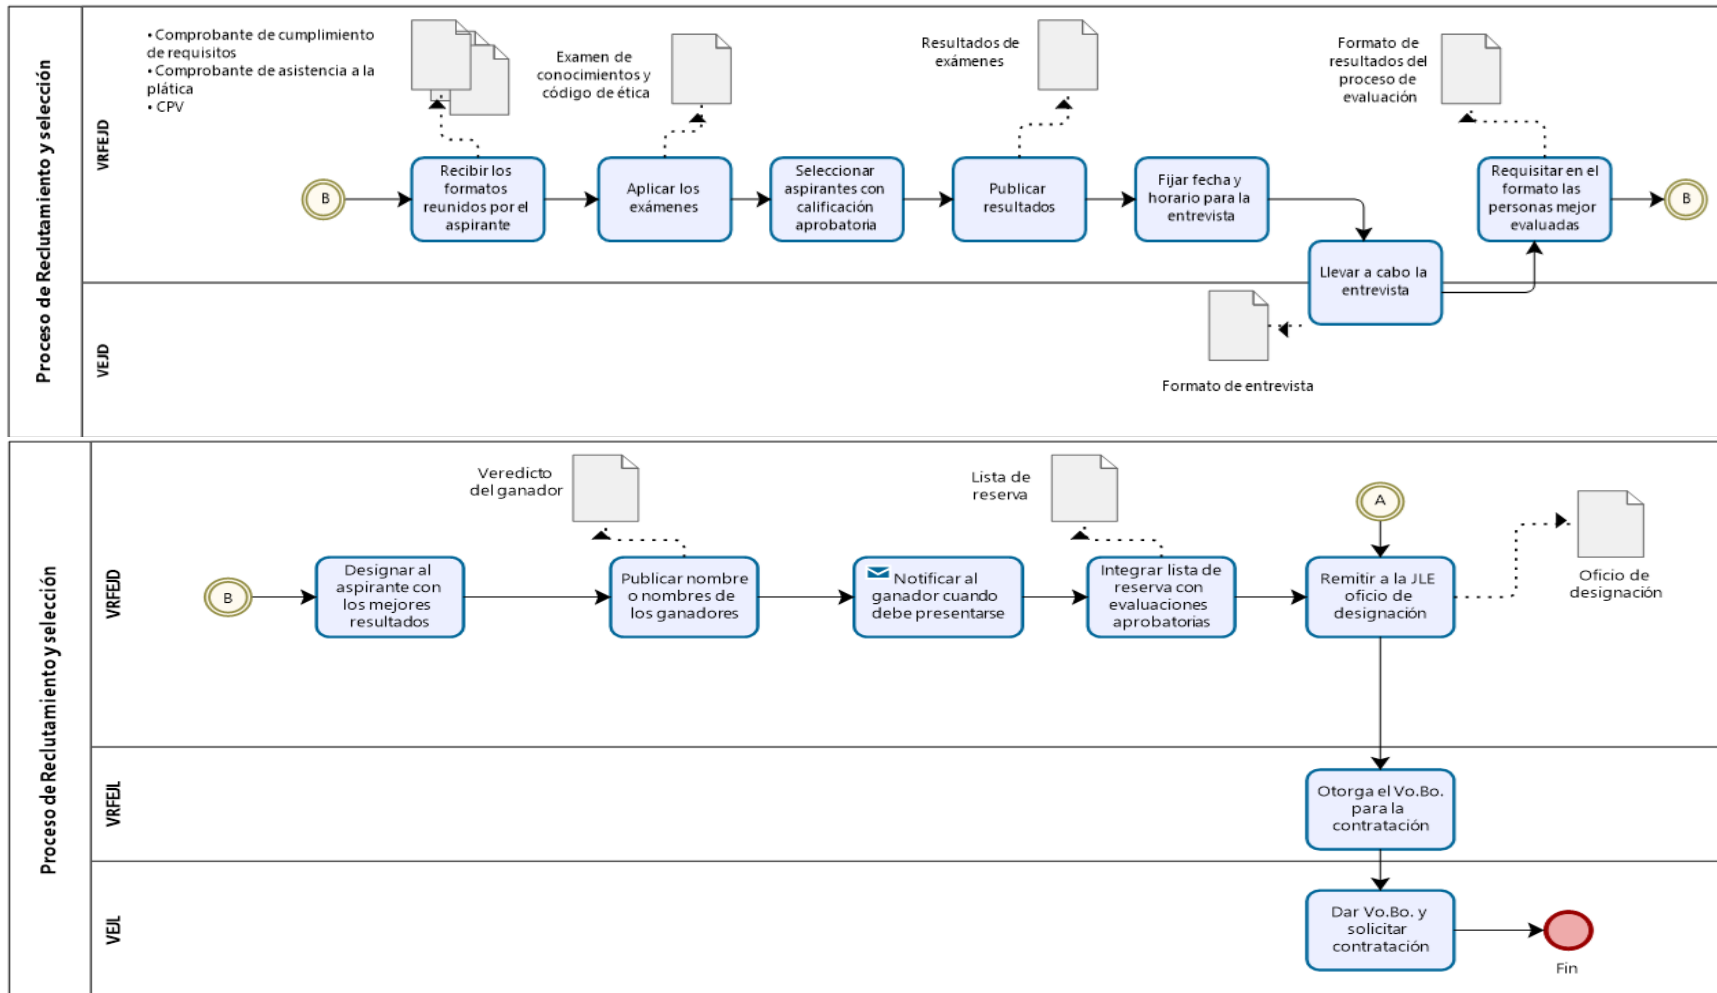 Proceso de Reclutamiento y selección
VRFEJD
VEJD
• Comprobante de cumplimiento
de requisitos
• Comprobante de asistencia a la
plática
• CPV
Examen de
conocimientos y
código de ética
Resultados de
exámenes
Formato de
resultados del
proceso de
evaluación
B
Recibir los
formatos
reunidos por el
aspirante
Aplicar los
exámenes
Seleccionar
aspirantes con
calificación
aprobatoria
Publicar
resultados
Fijar fecha y
horario para la
entrevista
Requisitar en el
formato las
personas mejor
evaluadas
B
Llevar a cabo la
entrevista
Formato de entrevista
Proceso de Reclutamiento y selección
VRFEJD
VRFEJL
VEJL
Veredicto
del ganador
Lista de
reserva
A
Oficio de
designación
B
Designar al
aspirante con
los mejores
resultados
Publicar nombre
o nombres de
los ganadores
Notificar al
ganador cuando
debe presentarse
Integrar lista de
reserva con
evaluaciones
aprobatorias
Remitir a la JLE
oficio de
designación
Otorga el Vo.Bo.
para la
contratación
Dar Vo.Bo. y
solicitar
contratación
Fin